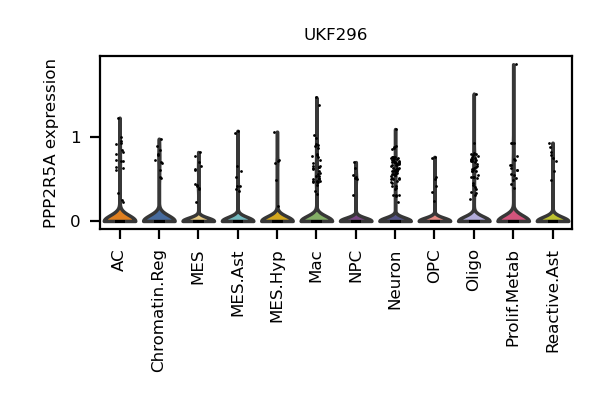 UKF296
PPP2R5A expression
1
0
AC
Chromatin.Reg
MES
MES.Ast
MES.Hyp
Mac
NPC
Neuron
OPC
Oligo
Prolif.Metab
Reactive.Ast